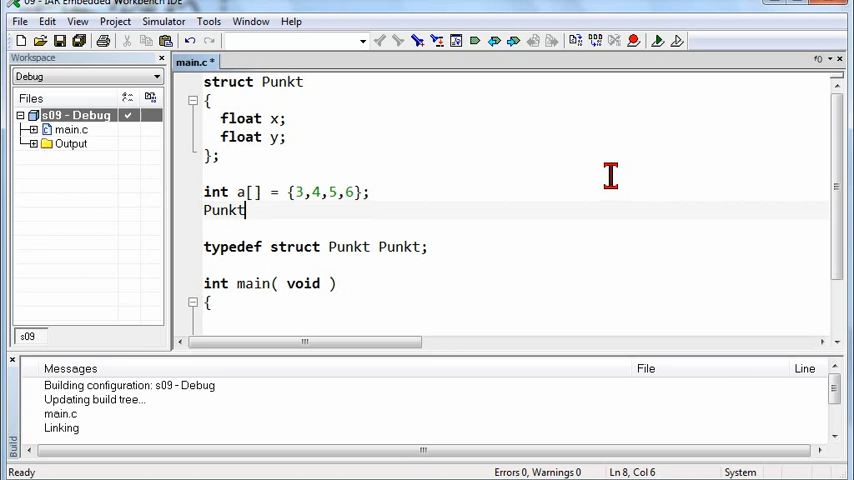 09 - IAR Embedded Workbench IDE
File Edit View Project Simulator Tools Window Help
Workspace
main.c *
f0
Debug
Files
s09 - Debug
main.c
Output
s09
struct Punkt
{
float x;
float y;
};
int a[] = {3,4,5,6};
Punkt
typedef struct Punkt Punkt;
int main( void )
{
Messages File Line
Building configuration: s09 - Debug
Updating build tree...
main.c
Linking
Build
Ready Errors 0, Warnings 0 Ln 8, Col 6 System